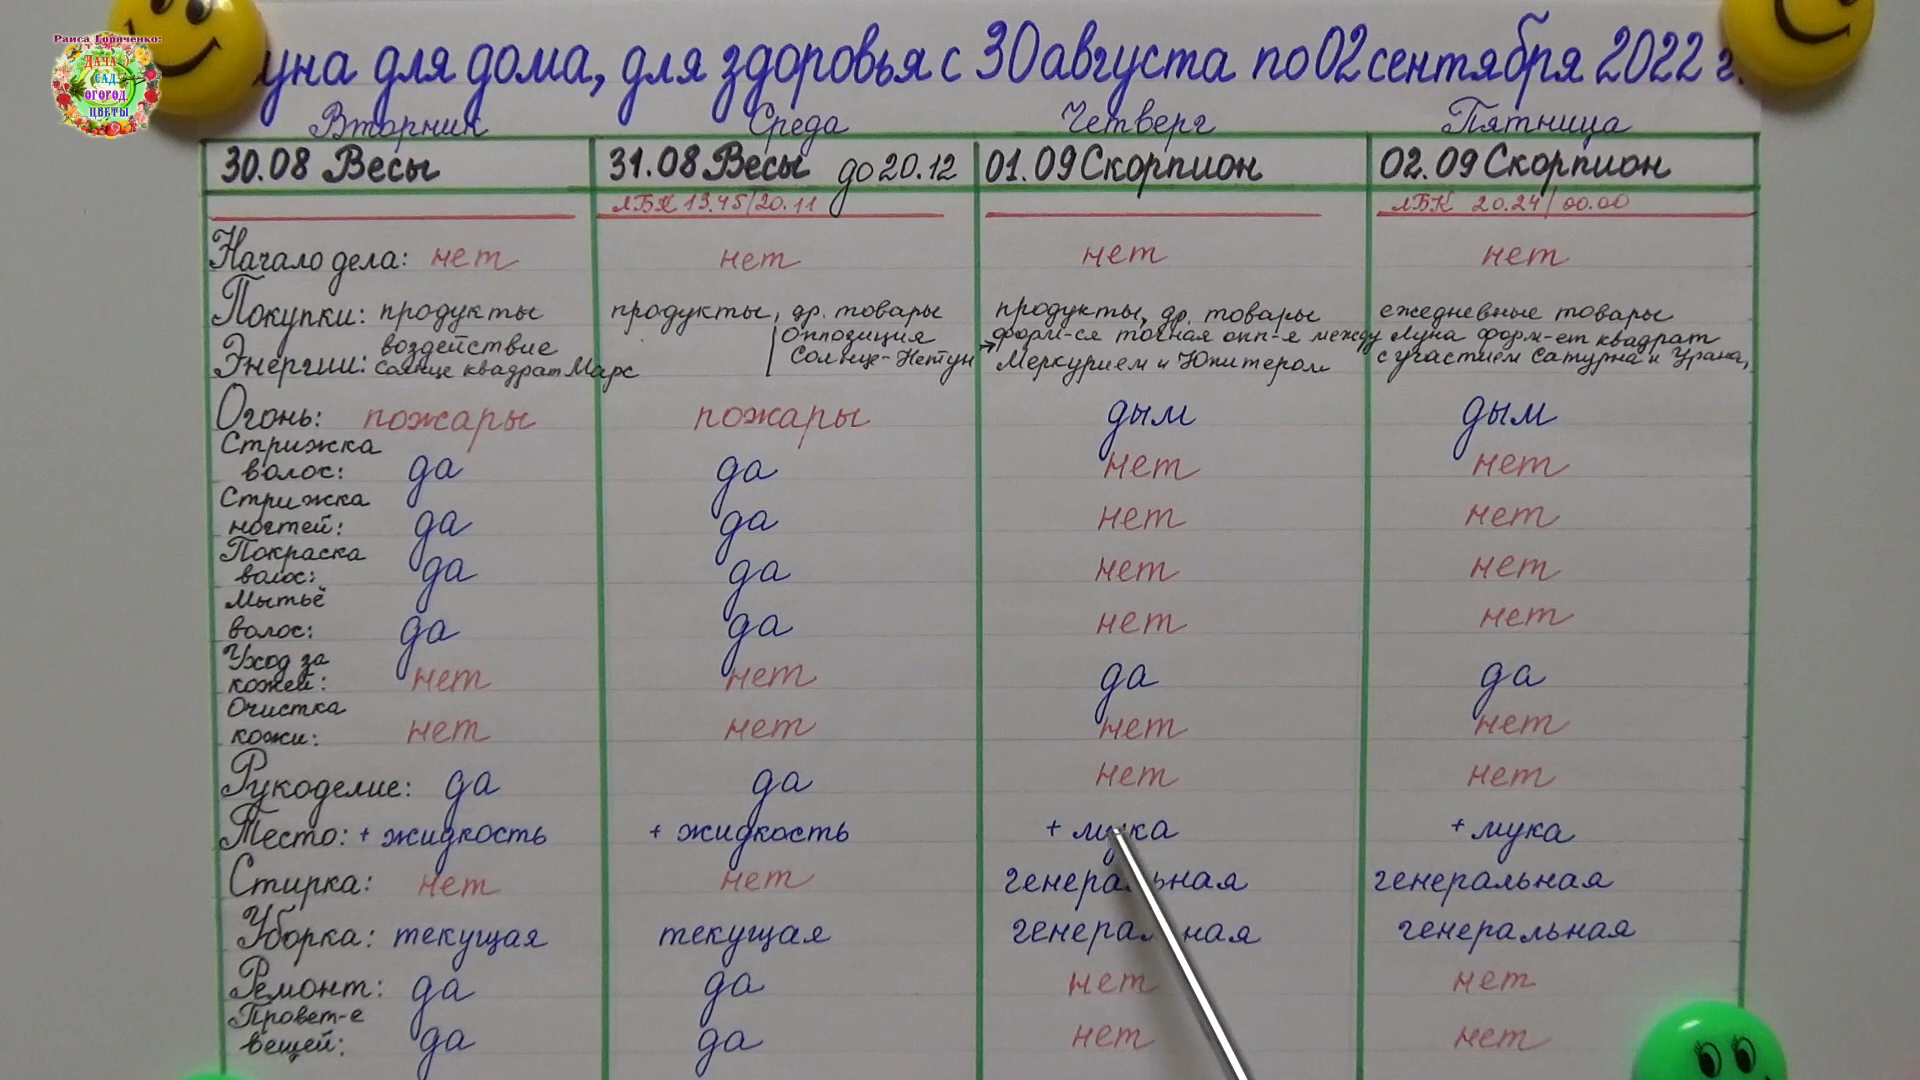 Раиса Горяченко:
ДАЧА
САД
ОГОРОД
ЦВЕТЫ
уна для дома, для здоровья с 30 августа по 02 сентября 2022 г.
Вторник Среда Четверг Пятница
30.08 Весы 31.08 Весы до 20.12 01.09 Скорпион 02.09 Скорпион
ЛБК 13.45/20.11 ЛБК 20.24/00.00
Начало дела: нет нет нет нет
Покупки: продукты продукты, др. товары продукты, др. товары ежедневные товары
Энергии: воздействие Солнце квадрат Марс Оппозиция Солнце-Нептун форм-ся точная опп-я между Меркурием и Юпитером Луна форм-ет квадрат с участием Сатурна и Урана,
Огонь: пожары пожары дым дым
Стрижка
волос: да да нет нет
Стрижка
ногтей: да да нет нет
Покраска
волос: да да нет нет
Мытьё
волос: да да нет нет
Уход за
кожей: нет нет да да
Очистка
кожи: нет нет нет нет
Рукоделие: да да нет нет
Тесто: + жидкость + жидкость + мука + мука
Стирка: нет нет генеральная генеральная
Уборка: текущая текущая генеральная генеральная
Ремонт: да да нет нет
Провет-е
вещей: да да нет нет